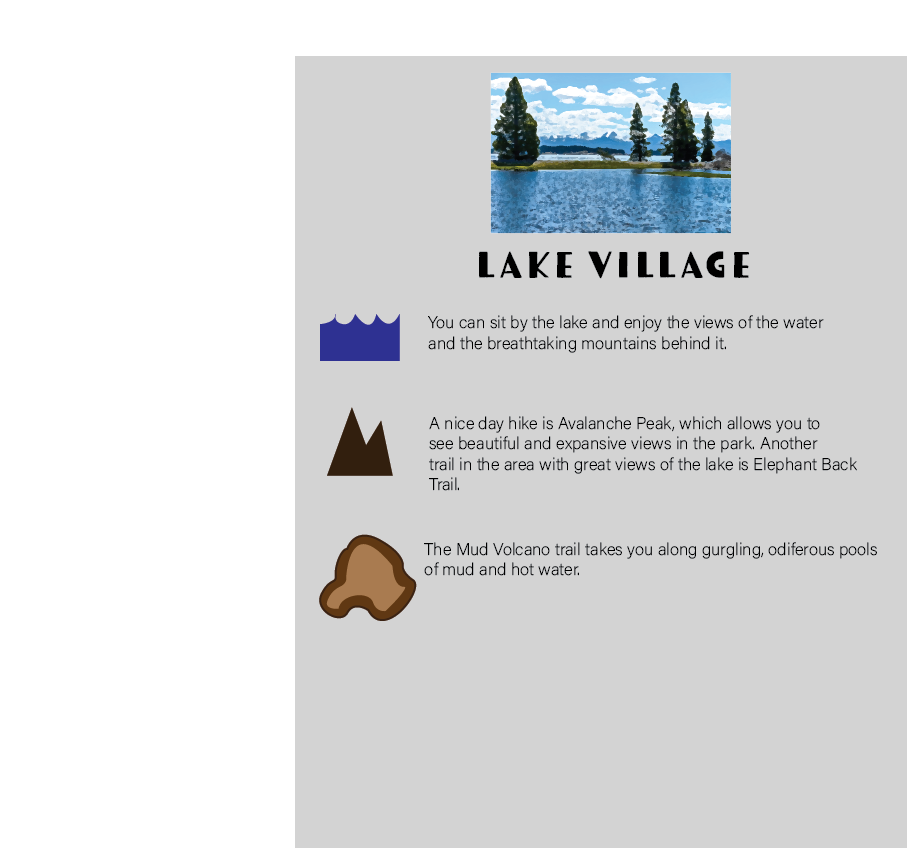 LAKE VILLAGE
You can sit by the lake and enjoy the views of the water
and the breathtaking mountains behind it.
A nice day hike is Avalanche Peak, which allows you to
see beautiful and expansive views in the park. Another
trail in the area with great views of the lake is Elephant Back
Trail.
The Mud Volcano trail takes you along gurgling, odiferous pools
of mud and hot water.